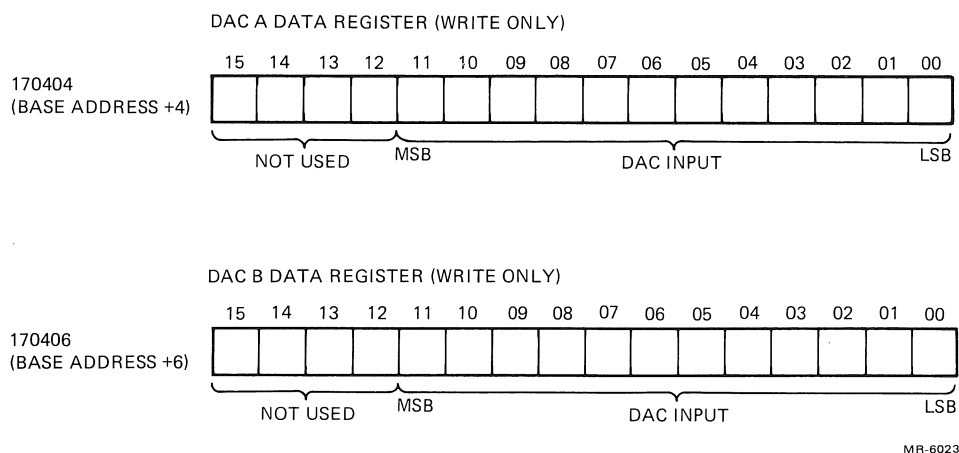 DAC A DATA REGISTER (WRITE ONLY)
15 14 13 12 11 10 09 08 07 06 05 04 03 02 01 00
170404
(BASE ADDRESS +4)
NOT USED MSB DAC INPUT LSB
DAC B DATA REGISTER (WRITE ONLY)
15 14 13 12 11 10 09 08 07 06 05 04 03 02 01 00
170406
(BASE ADDRESS +6)
NOT USED MSB DAC INPUT LSB
MR-6023